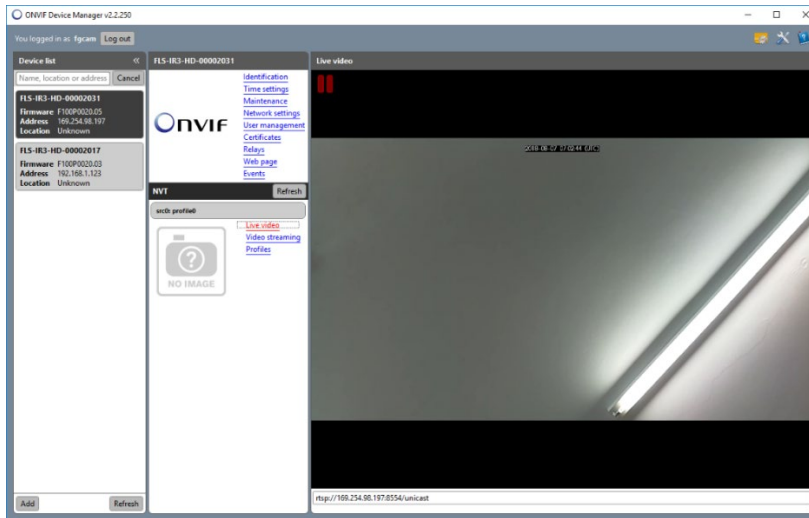 ONVIF Device Manager v2.2.250
You logged in as fgcam Log out
Device list
Name, location or address Cancel
FLS-IR3-HD-00002031
Firmware F100P0020.05
Address 169.254.98.197
Location Unknown
FLS-IR3-HD-00002017
Firmware F100P0020.03
Address 192.168.1.123
Location Unknown
Add Refresh
FLS-IR3-HD-00002031
ONVIF
Identification
Time settings
Maintenance
Network settings
User management
Certificates
Relays
Web page
Events
NVT Refresh
src0: profile0
NO IMAGE
Live video
Video streaming
Profiles
Live video
rtsp://169.254.98.197:8554/unicast